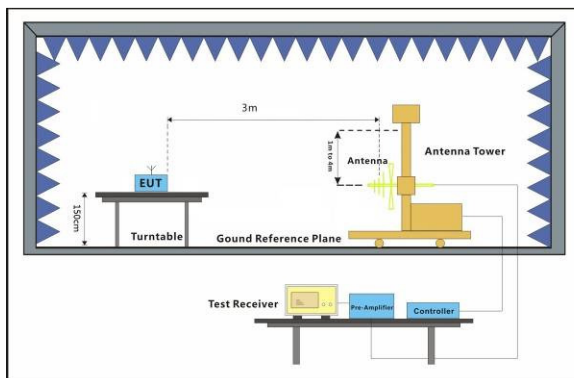 3m
1m to 4m
Antenna
Antenna Tower
EUT
150cm
Turntable
Gound Reference Plane
Test Receiver
Pre-Amplifier
Controller